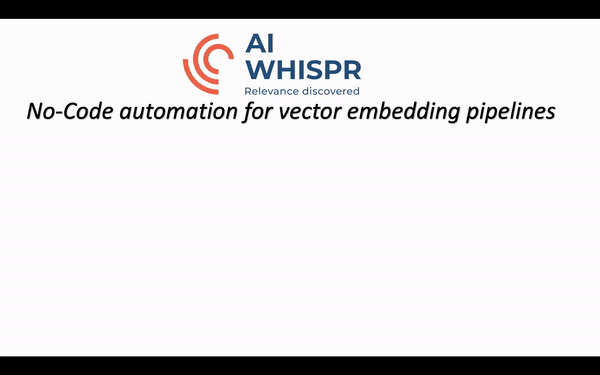 AI
WHISPR
Relevance discovered
No-Code automation for vector embedding pipelines